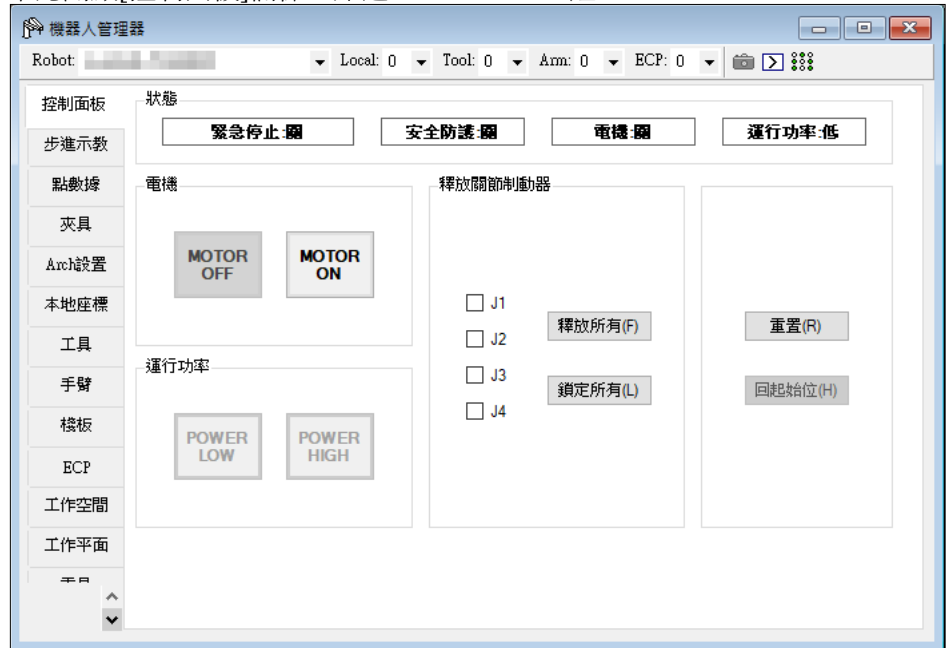 機器人管理器
Robot: Local: 0 Tool: 0 Arm: 0 ECP: 0
控制面板
步進示教
點數據
夾具
Arch設置
本地座標
工具
手臂
棧板
ECP
工作空間
工作平面
狀態
緊急停止:關 安全防護:關 電機:關 運行功率:低
電機
MOTOR OFF
MOTOR ON
運行功率
POWER LOW
POWER HIGH
釋放關節制動器
J1
J2
J3
J4
釋放所有(F)
鎖定所有(L)
重置(R)
回起始位(H)